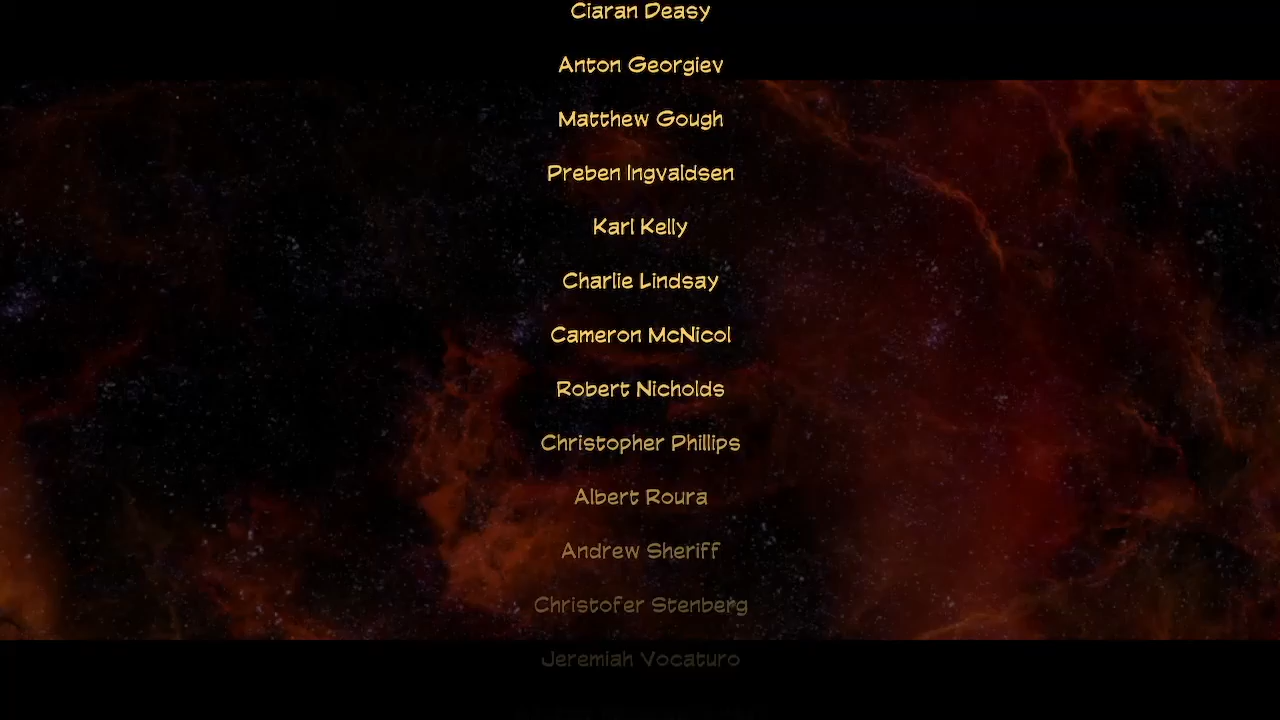 Ciaran Deasy
Anton Georgiev
Matthew Gough
Preben Ingvaldsen
Karl Kelly
Charlie Lindsay
Cameron McNicol
Robert Nicholds
Christopher Phillips
Albert Roura
Andrew Sheriff
Christofer Stenberg
Jeremiah Vocaturo